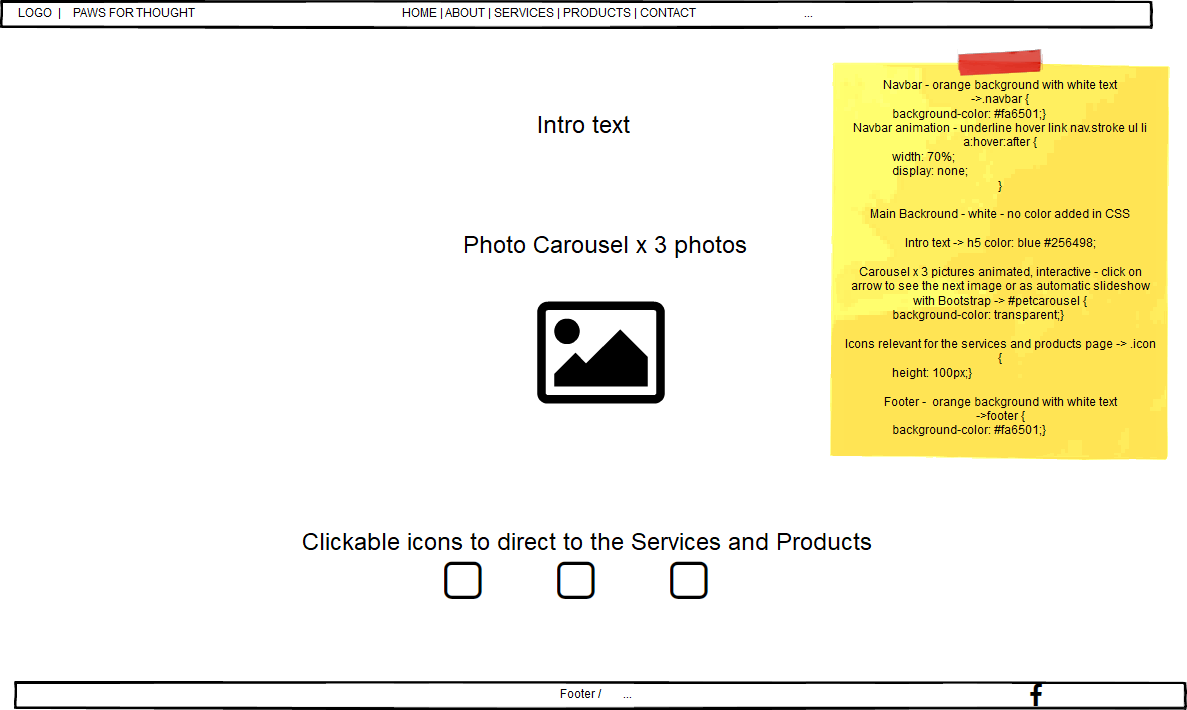 LOGO | PAWS FOR THOUGHT HOME | ABOUT | SERVICES | PRODUCTS | CONTACT ...
Intro text
Photo Carousel x 3 photos
Clickable icons to direct to the Services and Products
Navbar - orange background with white text
->.navbar {
background-color: #fa6501;}
Navbar animation - underline hover link nav.stroke ul li
a:hover:after {
width: 70%;
display: none;
}
Main Backround - white - no color added in CSS
Intro text -> h5 color: blue #256498;
Carousel x 3 pictures animated, interactive - click on
arrow to see the next image or as automatic slideshow
with Bootstrap -> #petcarousel {
background-color: transparent;}
Icons relevant for the services and products page -> .icon
{
height: 100px;}
Footer - orange background with white text
->footer {
background-color: #fa6501;}
Footer / ... f